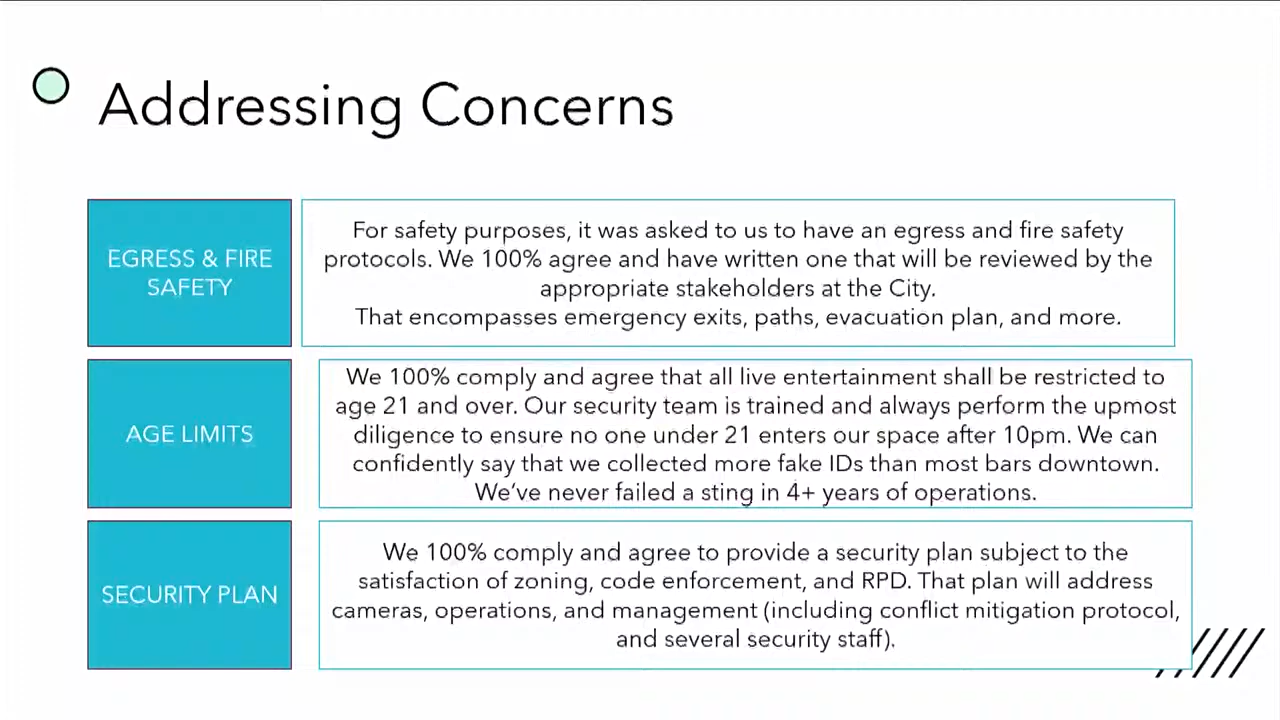 Addressing Concerns
EGRESS & FIRE
SAFETY
For safety purposes, it was asked to us to have an egress and fire safety
protocols. We 100% agree and have written one that will be reviewed by the
appropriate stakeholders at the City.
That encompasses emergency exits, paths, evacuation plan, and more.
AGE LIMITS
We 100% comply and agree that all live entertainment shall be restricted to
age 21 and over. Our security team is trained and always perform the upmost
diligence to ensure no one under 21 enters our space after 10pm. We can
confidently say that we collected more fake IDs than most bars downtown.
We’ve never failed a sting in 4+ years of operations.
SECURITY PLAN
We 100% comply and agree to provide a security plan subject to the
satisfaction of zoning, code enforcement, and RPD. That plan will address
cameras, operations, and management (including conflict mitigation protocol,
and several security staff).